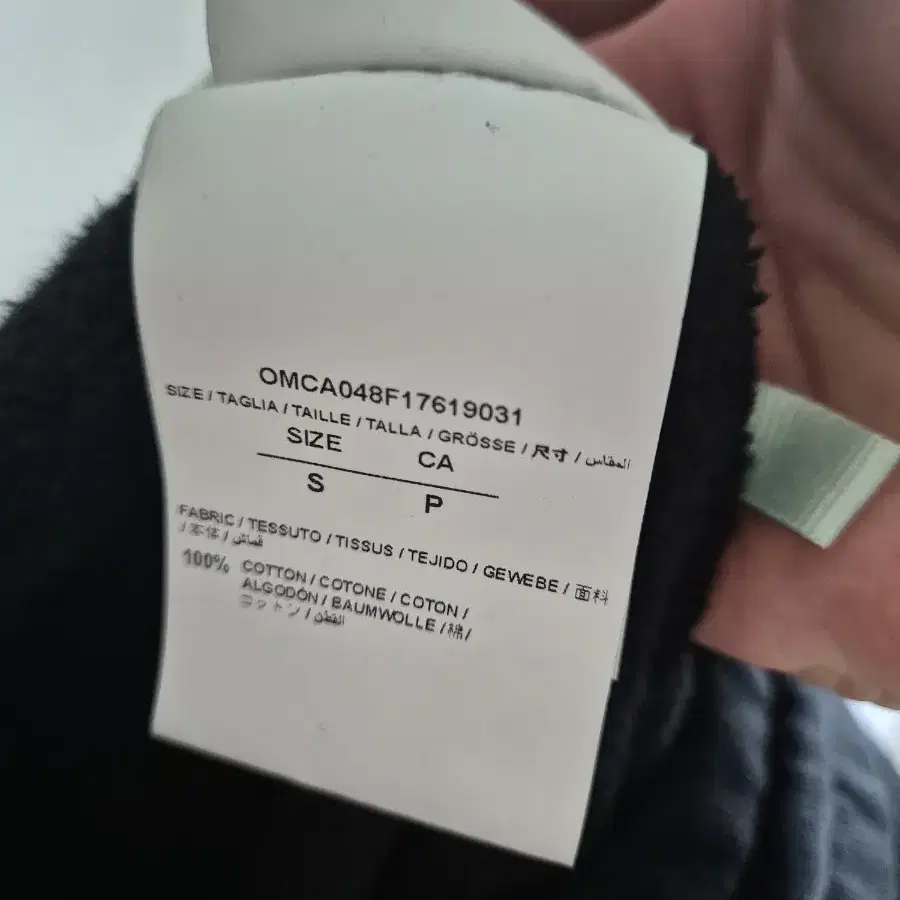 OMCA048F17619031
SIZE / TAGLIA / TAILLE / TALLA / GRÖSSE / 尺寸 / المقاس
SIZE CA
S P
FABRIC / TESSUTO / TISSUS / TEJIDO / GEWEBE / 面料
/ 本体 / قماش
100% COTTON / COTONE / COTON /
ALGODÓN / BAUMWOLLE / 棉 /
コットン / القطن